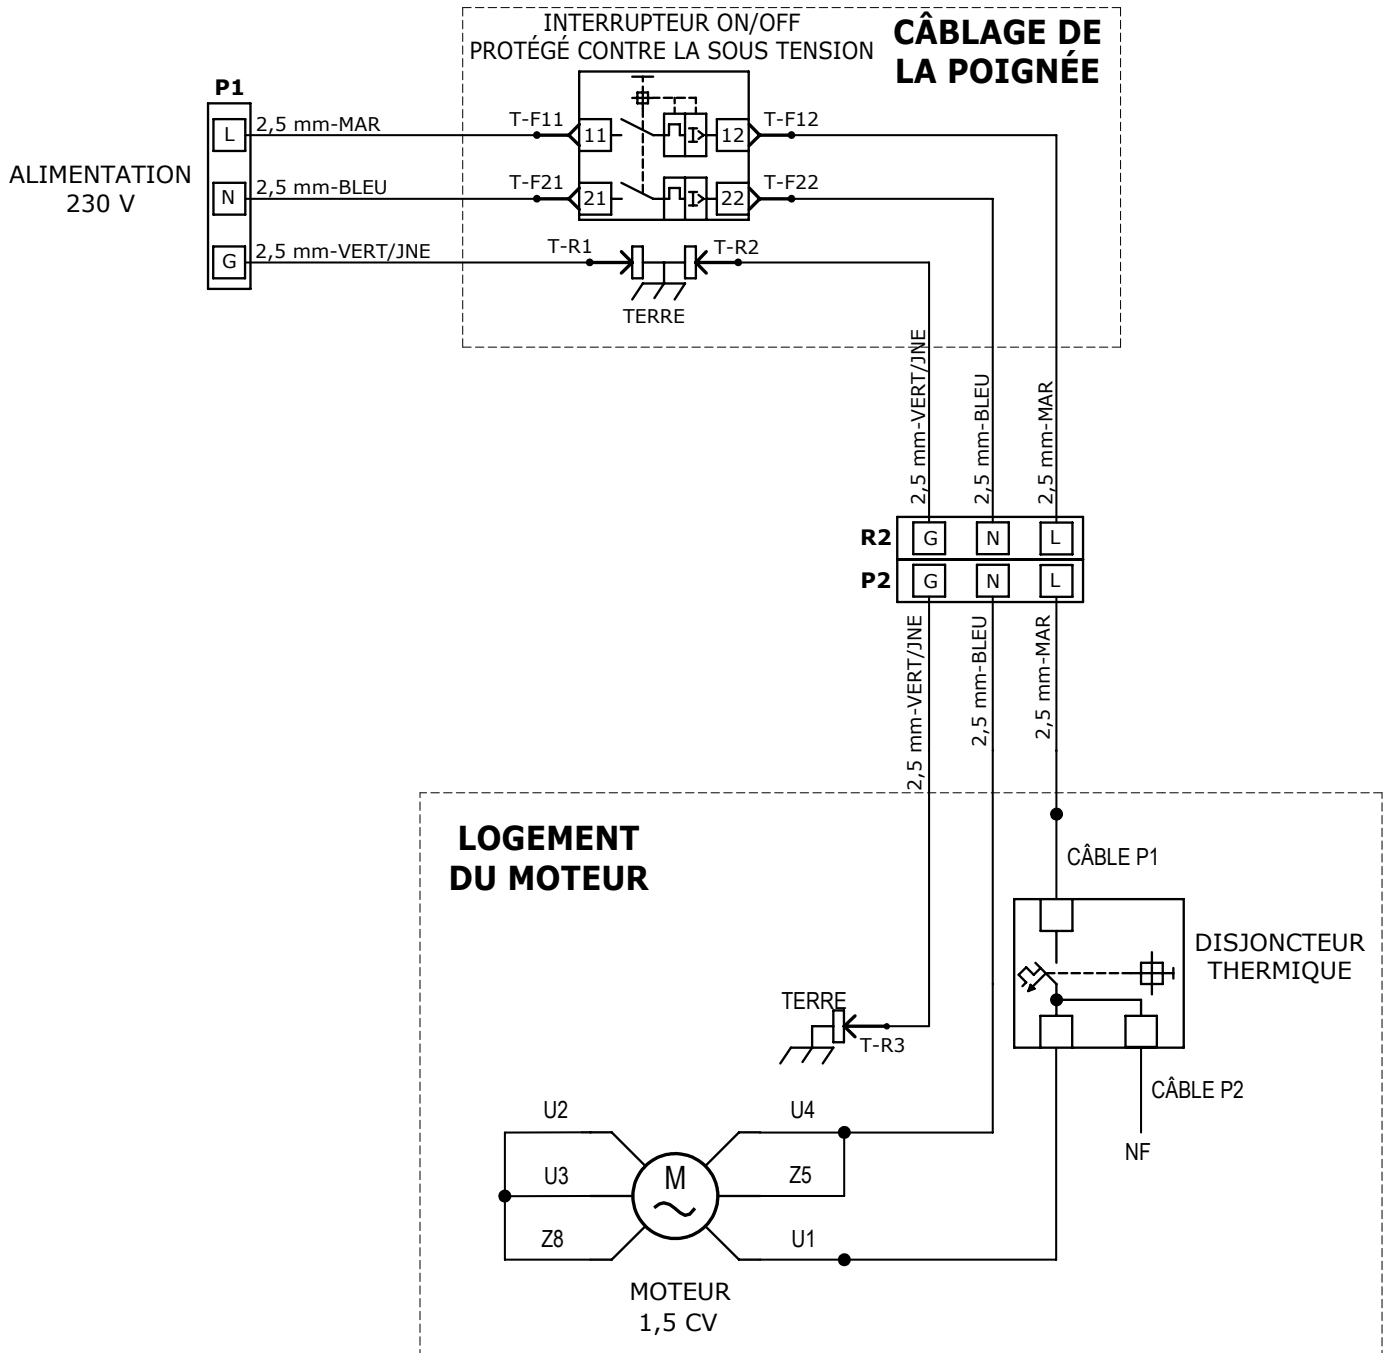 INTERRUPTEUR ON/OFF
PROTÉGÉ CONTRE LA SOUS TENSION
CÂBLAGE DE
LA POIGNÉE
P1
L
2,5 mm-MAR
T-F11
11
12
T-F12
ALIMENTATION
230 V
N
2,5 mm-BLEU
T-F21
21
22
T-F22
G
2,5 mm-VERT/JNE
T-R1
T-R2
TERRE
2,5 mm-VERT/JNE
2,5 mm-BLEU
2,5 mm-MAR
R2
G
N
L
P2
G
N
L
2,5 mm-VERT/JNE
2,5 mm-BLEU
2,5 mm-MAR
LOGEMENT
DU MOTEUR
CÂBLE P1
DISJONCTEUR
THERMIQUE
TERRE
T-R3
CÂBLE P2
NF
U2
U4
U3
M
Z5
Z8
U1
MOTEUR
1,5 CV